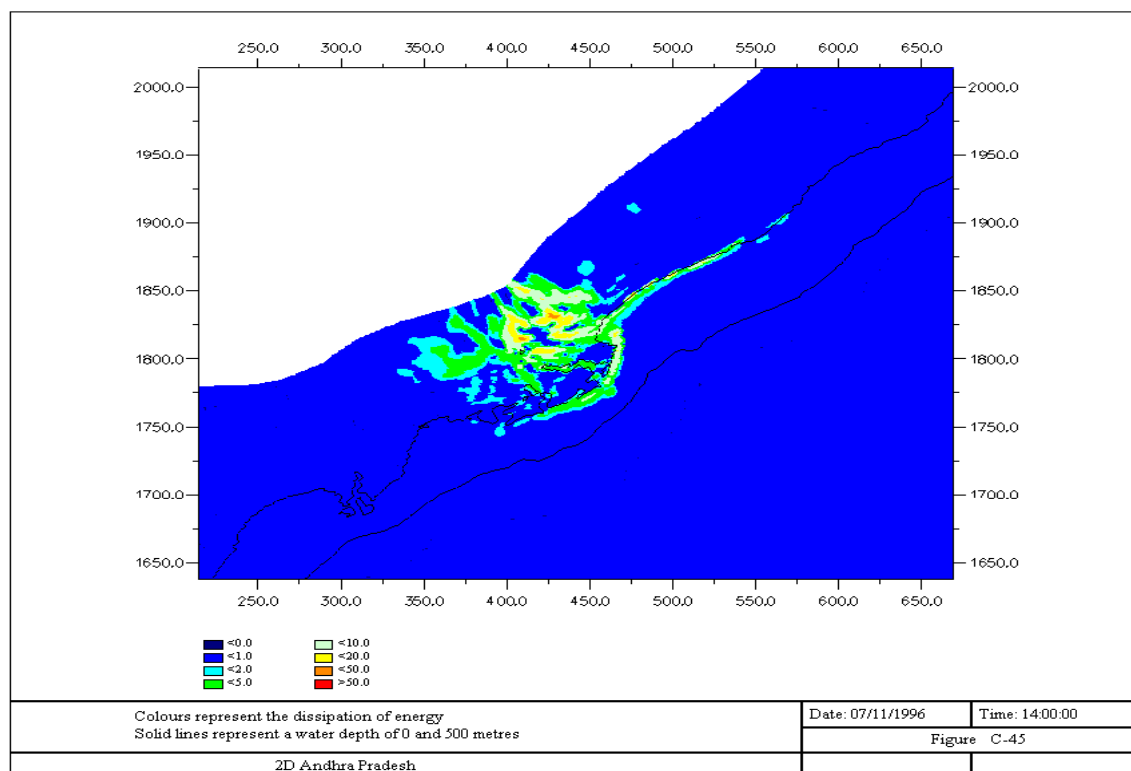 250.0 300.0 350.0 400.0 450.0 500.0 550.0 600.0 650.0
2000.0 2000.0
1950.0 1950.0
1900.0 1900.0
1850.0 1850.0
1800.0 1800.0
1750.0 1750.0
1700.0 1700.0
1650.0 1650.0
250.0 300.0 350.0 400.0 450.0 500.0 550.0 600.0 650.0
<0.0 <10.0
<1.0 <20.0
<2.0 <50.0
<5.0 >50.0
Colours represent the dissipation of energy
Solid lines represent a water depth of 0 and 500 metres
Date: 07/11/1996 Time: 14:00:00
Figure C-45
2D Andhra Pradesh